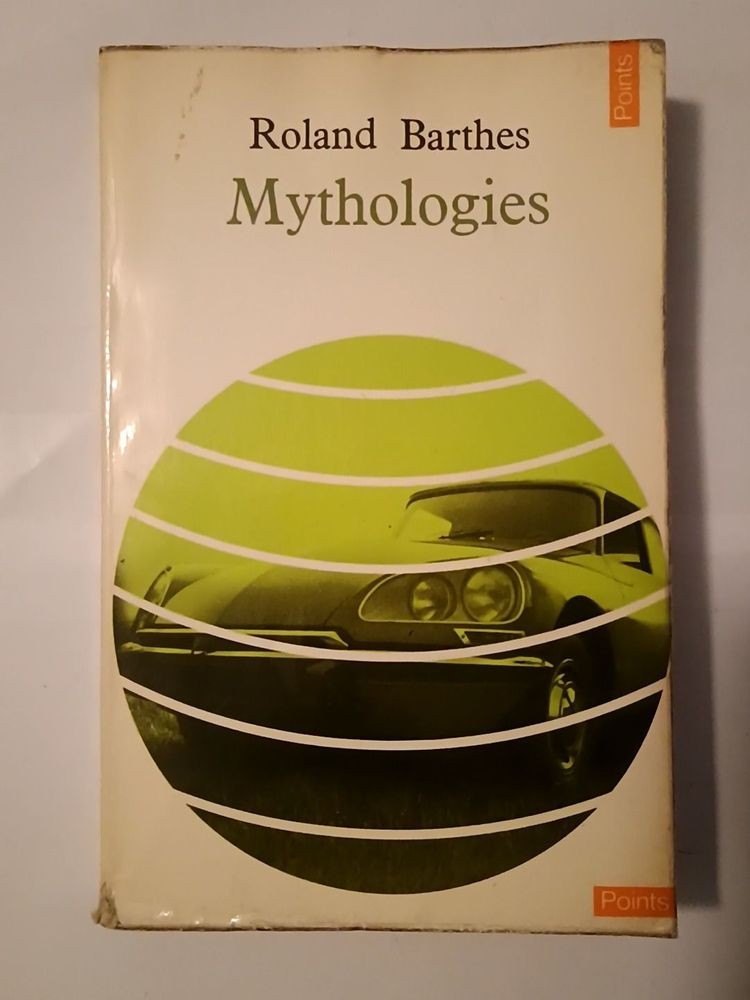 Points
Roland Barthes
Mythologies
Points